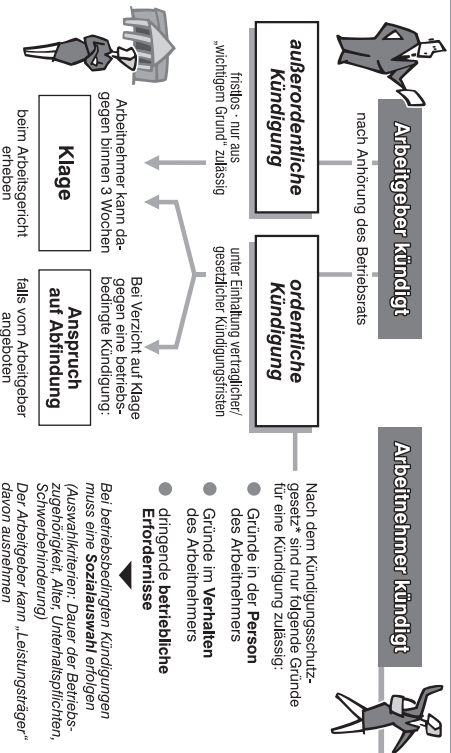 Arbeitgeber kündigt
nach Anhörung des Betriebsrats
außerordentliche
Kündigung
fristlos · nur aus
„wichtigem Grund“ zulässig
ordentliche
Kündigung
unter Einhaltung vertraglicher/
gesetzlicher Kündigungsfristen
Arbeitnehmer kann da-
gegen binnen 3 Wochen
Klage
beim Arbeitsgericht
erheben
Bei Verzicht auf Klage
gegen eine betriebs-
bedingte Kündigung:
Anspruch
auf Abfindung
falls vom Arbeitgeber
angeboten
Arbeitnehmer kündigt
Nach dem Kündigungsschutz-
gesetz* sind nur folgende Gründe
für eine Kündigung zulässig:
Gründe in der Person
des Arbeitnehmers
Gründe im Verhalten
des Arbeitnehmers
dringende betriebliche
Erfordernisse
Bei betriebsbedingten Kündigungen
muss eine Sozialauswahl erfolgen
(Auswahlkriterien: Dauer der Betriebs-
zugehörigkeit, Alter, Unterhaltspflichten,
Schwerbehinderung)
Der Arbeitgeber kann „Leistungsträger“
davon ausnehmen